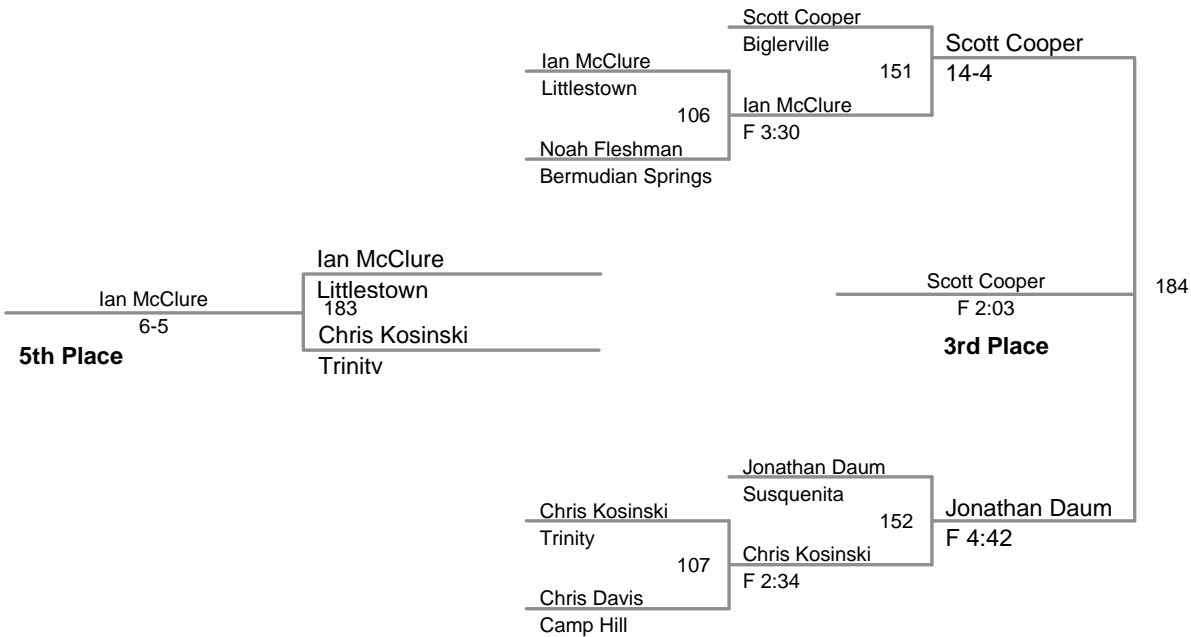 Scott Cooper
Biglerville
Scott Cooper
14-4
151
Ian McClure
Littlestown
106
Ian McClure
F 3:30
Noah Fleshman
Bermudian Springs
Ian McClure
Littlestown
183
Chris Kosinski
Trinity
Ian McClure
6-5
5th Place
Scott Cooper
F 2:03
3rd Place
184
Jonathan Daum
Susquenita
152
Jonathan Daum
F 4:42
Chris Kosinski
Trinity
107
Chris Kosinski
F 2:34
Chris Davis
Camp Hill